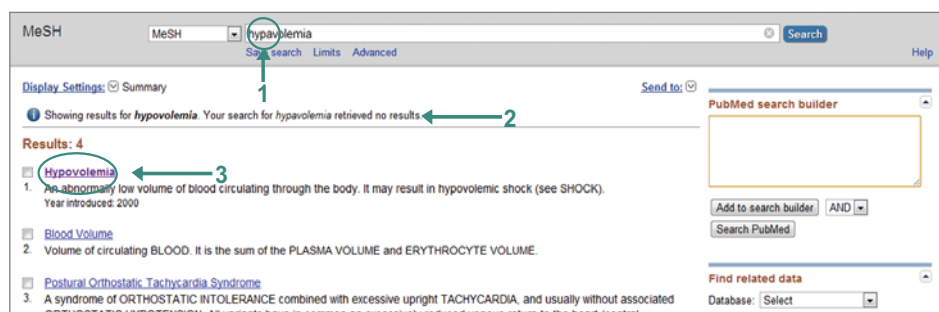 MeSH MeSH hypavolemia Search
Save search Limits Advanced Help
1
Display Settings: Summary Send to:
Showing results for hypovolemia. Your search for hypavolemia retrieved no results. 2
Results: 4
Hypovolemia 3
1. An abnormally low volume of blood circulating through the body. It may result in hypovolemic shock (see SHOCK).
Year introduced: 2000
Blood Volume
2. Volume of circulating BLOOD. It is the sum of the PLASMA VOLUME and ERYTHROCYTE VOLUME.
Postural Orthostatic Tachycardia Syndrome
3. A syndrome of ORTHOSTATIC INTOLERANCE combined with excessive upright TACHYCARDIA, and usually without associated
PubMed search builder
Add to search builder AND
Search PubMed
Find related data
Database: Select